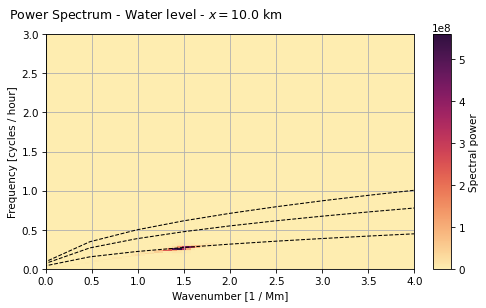 Power Spectrum - Water level - x = 10.0 km
1e8
3.0
2.5
2.0
1.5
1.0
0.5
0.0
Frequency [cycles / hour]
0.0 0.5 1.0 1.5 2.0 2.5 3.0 3.5 4.0
Wavenumber [1 / Mm]
5
4
3
2
1
0
Spectral power